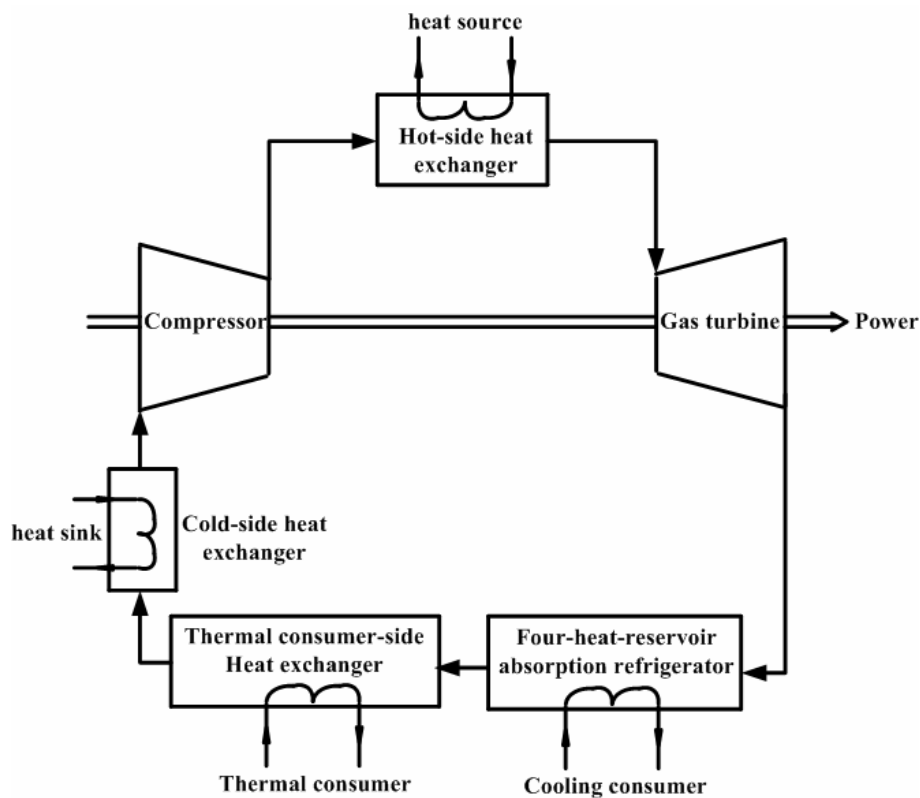 heat source
Hot-side heat
exchanger
Compressor
Gas turbine
Power
heat sink
Cold-side heat
exchanger
Thermal consumer-side
Heat exchanger
Four-heat-reservoir
absorption refrigerator
Thermal consumer
Cooling consumer